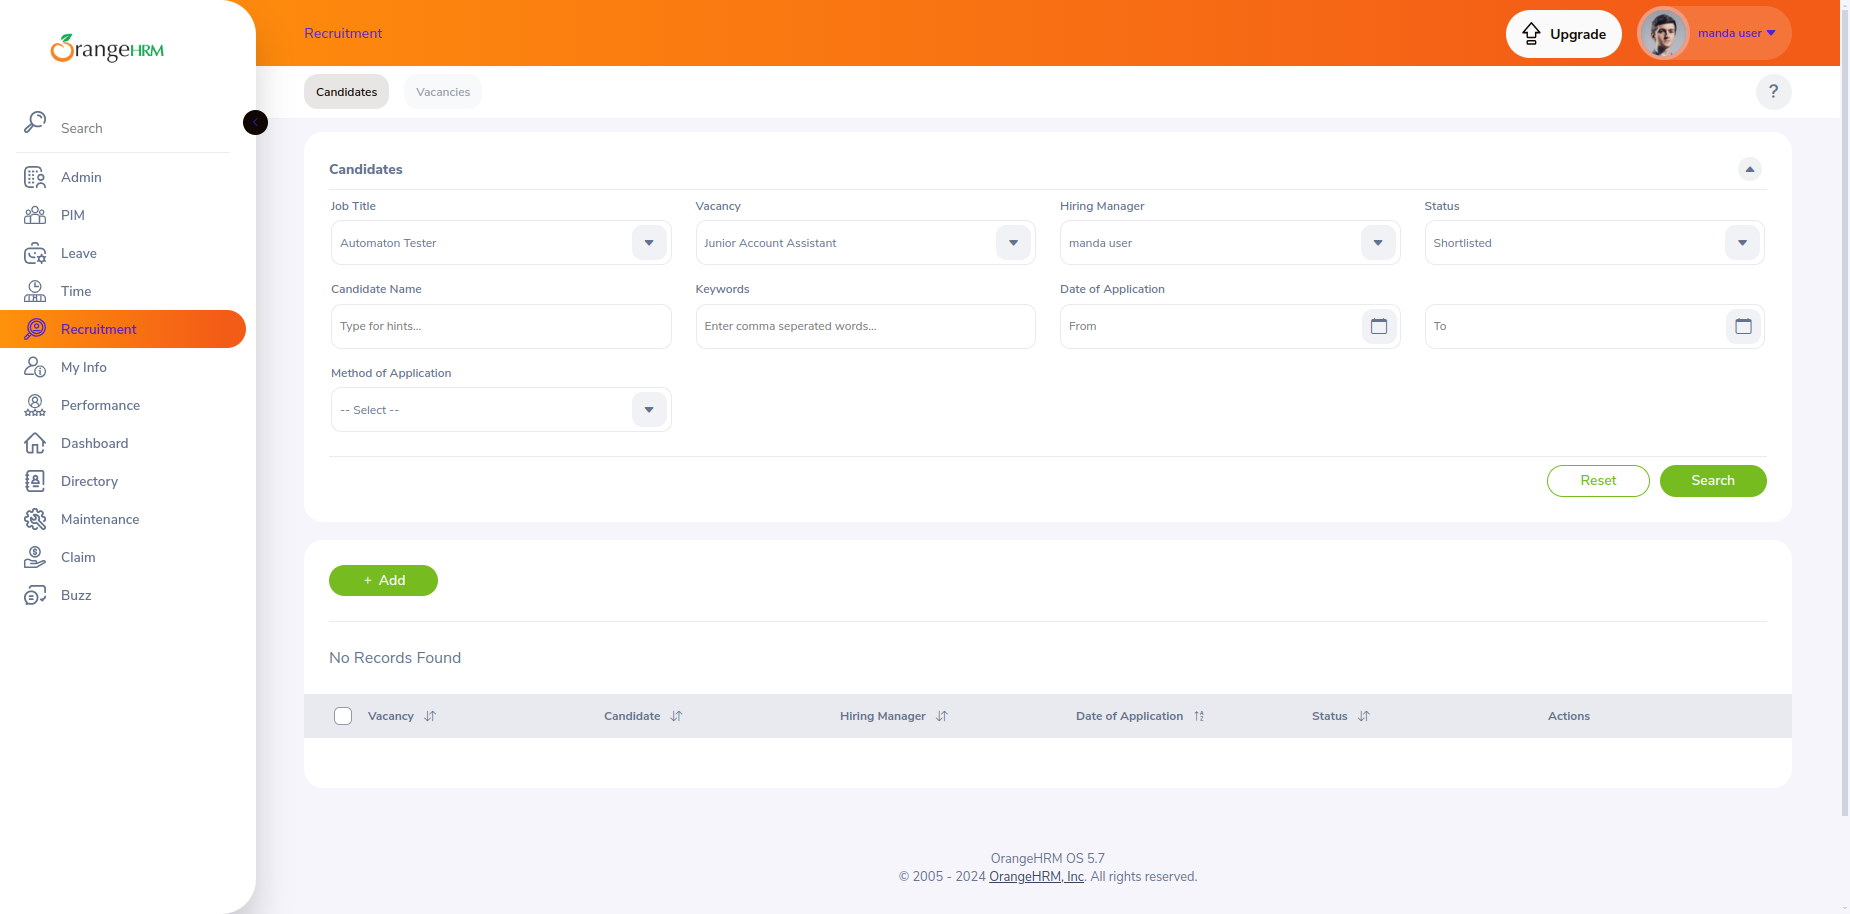 OrangeHRM
Recruitment
Upgrade
manda user
Candidates
Vacancies
?
Search
Admin
PIM
Leave
Time
Recruitment
My Info
Performance
Dashboard
Directory
Maintenance
Claim
Buzz
Candidates
Job Title
Vacancy
Hiring Manager
Status
Automaton Tester
Junior Account Assistant
manda user
Shortlisted
Candidate Name
Keywords
Date of Application
Type for hints...
Enter comma seperated words...
From
To
Method of Application
-- Select --
Reset
Search
+ Add
No Records Found
Vacancy
Candidate
Hiring Manager
Date of Application
Status
Actions
OrangeHRM OS 5.7
© 2005 - 2024 OrangeHRM, Inc. All rights reserved.